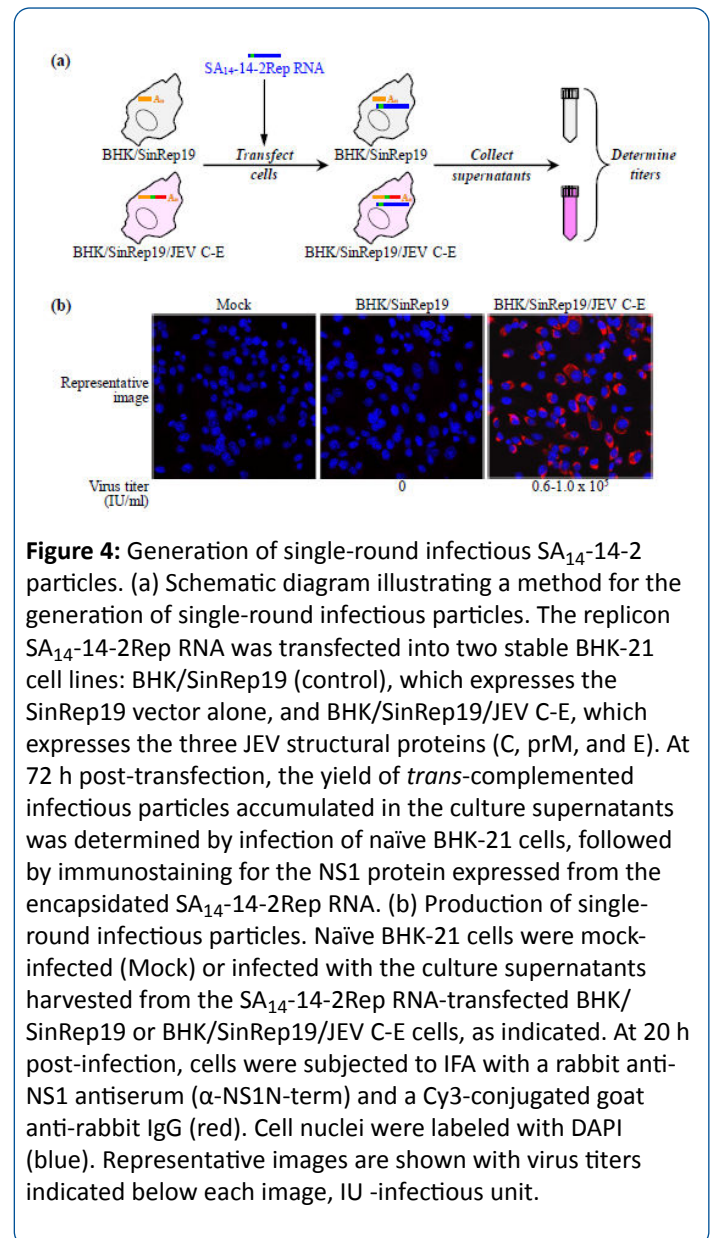 (a)
SA14-14-2Rep RNA
An
An
BHK/SinRep19
Transfect
cells
BHK/SinRep19
Collect
supernatants
Determine
titers
An
An
BHK/SinRep19/JEV C-E
BHK/SinRep19/JEV C-E
(b)
Mock
BHK/SinRep19
BHK/SinRep19/JEV C-E
Representative
image
Virus titer
(IU/ml)
0
0.6-1.0 x 10⁵
Figure 4: Generation of single-round infectious SA₁₄-14-2
particles. (a) Schematic diagram illustrating a method for the
generation of single-round infectious particles. The replicon
SA₁₄-14-2Rep RNA was transfected into two stable BHK-21
cell lines: BHK/SinRep19 (control), which expresses the
SinRep19 vector alone, and BHK/SinRep19/JEV C-E, which
expresses the three JEV structural proteins (C, prM, and E). At
72 h post-transfection, the yield of trans-complemented
infectious particles accumulated in the culture supernatants
was determined by infection of naïve BHK-21 cells, followed
by immunostaining for the NS1 protein expressed from the
encapsidated SA₁₄-14-2Rep RNA. (b) Production of single-
round infectious particles. Naïve BHK-21 cells were mock-
infected (Mock) or infected with the culture supernatants
harvested from the SA₁₄-14-2Rep RNA-transfected BHK/
SinRep19 or BHK/SinRep19/JEV C-E cells, as indicated. At 20 h
post-infection, cells were subjected to IFA with a rabbit anti-
NS1 antiserum (α-NS1N-term) and a Cy3-conjugated goat
anti-rabbit IgG (red). Cell nuclei were labeled with DAPI
(blue). Representative images are shown with virus titers
indicated below each image, IU -infectious unit.